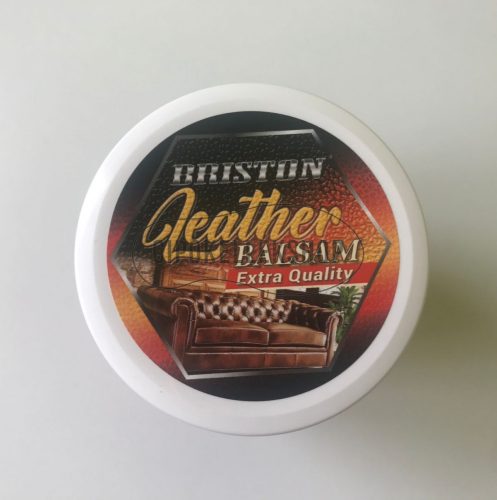 BRISTON
Leather
BALSAM
Extra Quality